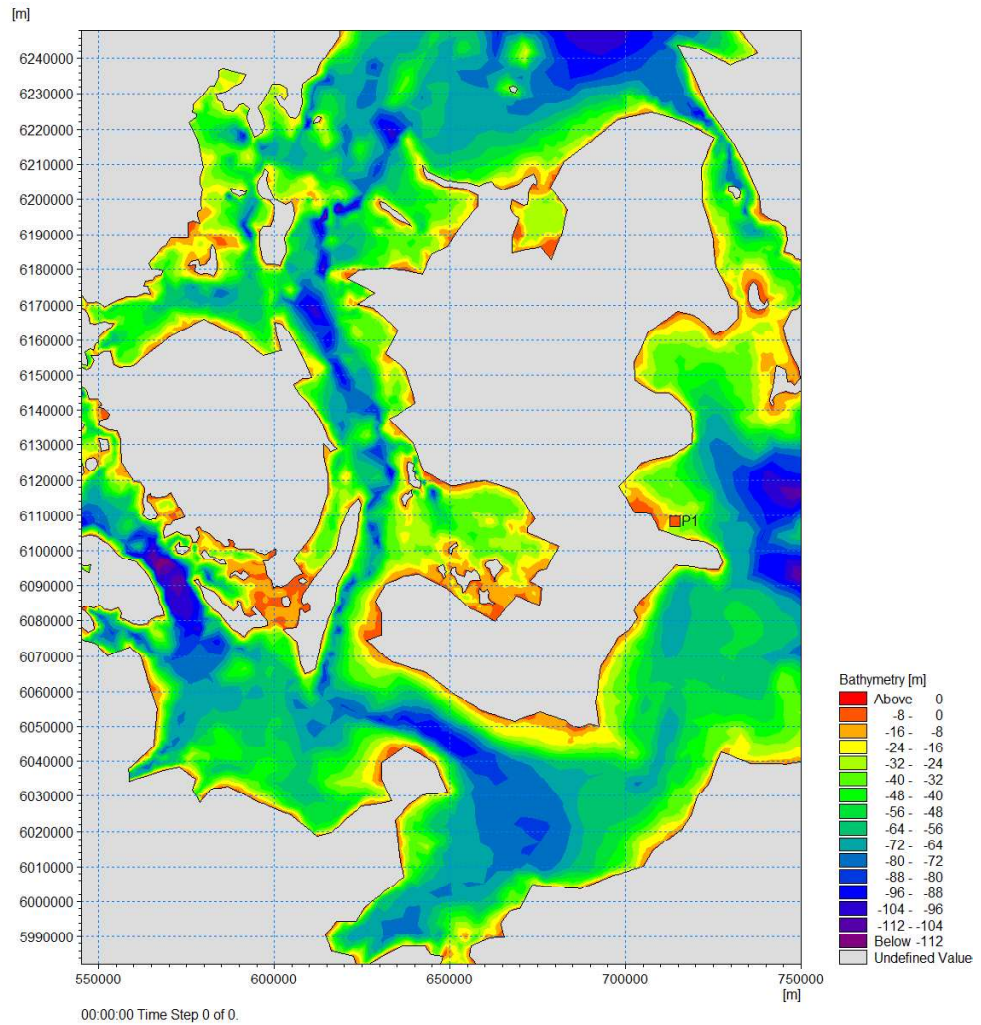 [m]
6240000
6230000
6220000
6210000
6200000
6190000
6180000
6170000
6160000
6150000
6140000
6130000
6120000
P1
6110000
6100000
6090000
6080000
6070000
6060000
6050000
6040000
6030000
6020000
6010000
6000000
5990000
550000 600000 650000 700000 750000
[m]
00:00:00 Time Step 0 of 0.
Bathymetry [m]
Above 0
-8 - 0
-16 - -8
-24 - -16
-32 - -24
-40 - -32
-48 - -40
-56 - -48
-64 - -56
-72 - -64
-80 - -72
-88 - -80
-96 - -88
-104 - -96
-112 - -104
Below -112
Undefined Value